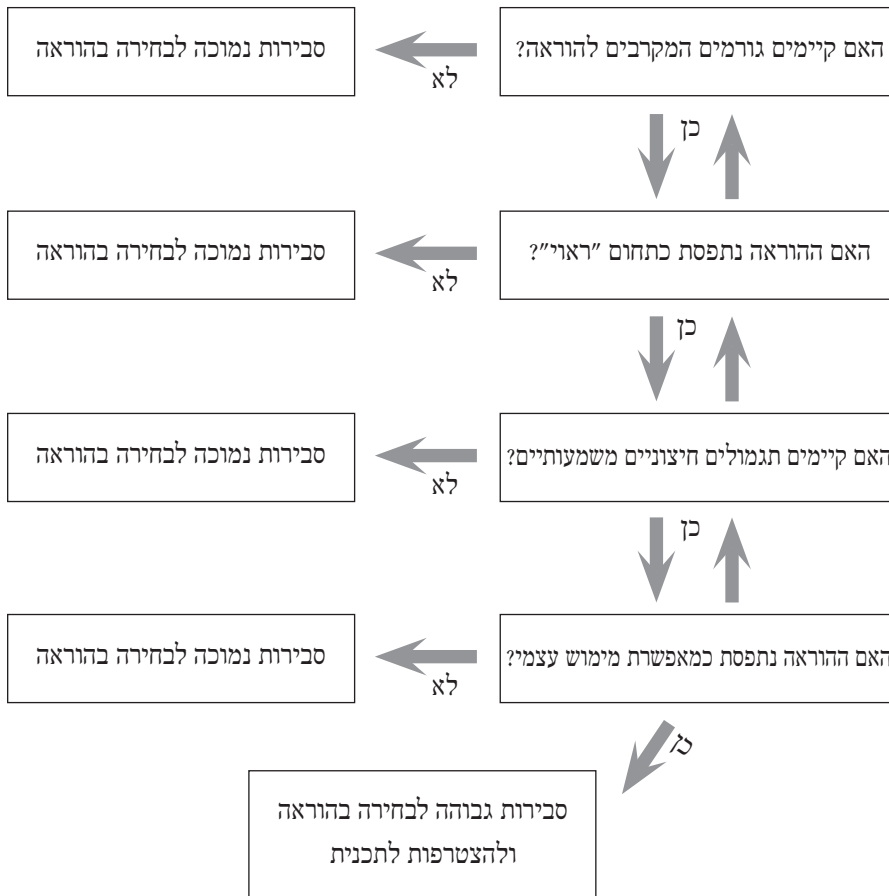 האם קיימים גורמים המקרבים להוראה?
לא
סבירות נמוכה לבחירה בהוראה
כן
האם ההוראה נתפסת כתחום "ראוי"?
לא
סבירות נמוכה לבחירה בהוראה
כן
האם קיימים תגמולים חיצוניים משמעותיים?
לא
סבירות נמוכה לבחירה בהוראה
כן
האם ההוראה נתפסת כמאפשרת מימוש עצמי?
לא
סבירות נמוכה לבחירה בהוראה
כן
סבירות גבוהה לבחירה בהוראה
ולהצטרפות לתכנית